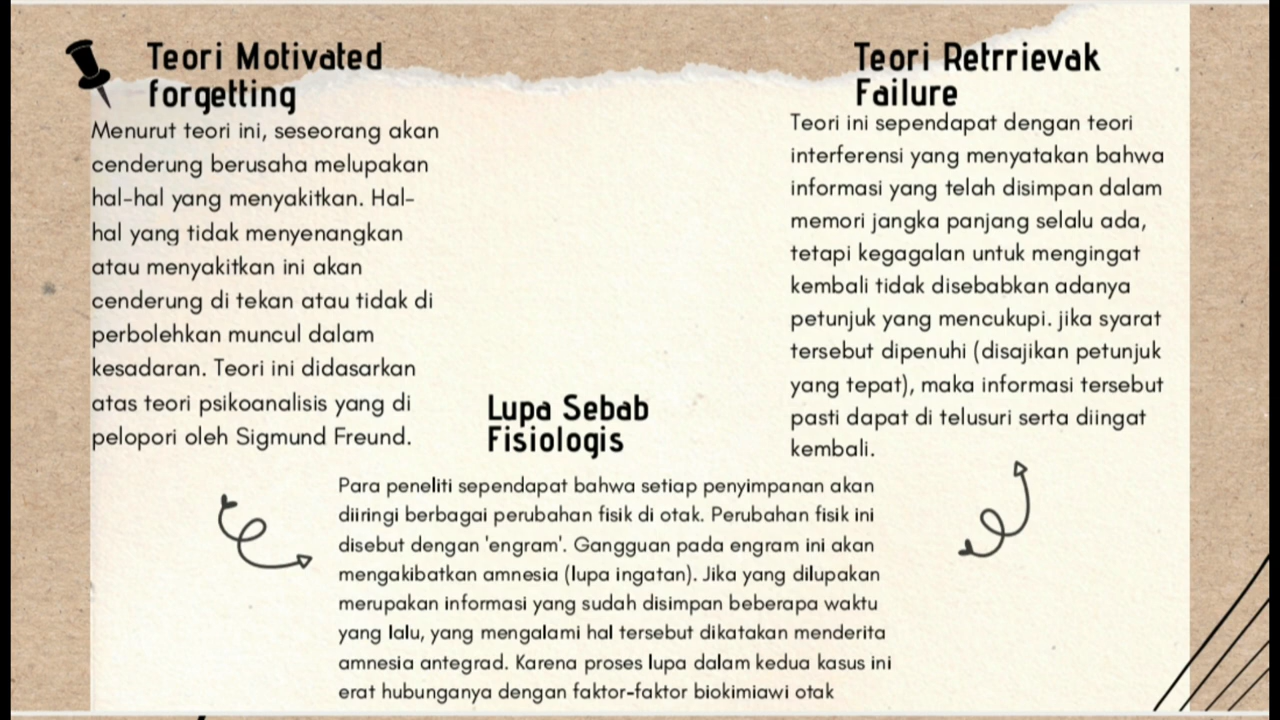 Teori Motivated
forgetting
Menurut teori ini, seseorang akan
cenderung berusaha melupakan
hal-hal yang menyakitkan. Hal-
hal yang tidak menyenangkan
atau menyakitkan ini akan
cenderung di tekan atau tidak di
perbolehkan muncul dalam
kesadaran. Teori ini didasarkan
atas teori psikoanalisis yang di
pelopori oleh Sigmund Freund.
Lupa Sebab
Fisiologis
Para peneliti sependapat bahwa setiap penyimpanan akan
diiringi berbagai perubahan fisik di otak. Perubahan fisik ini
disebut dengan 'engram'. Gangguan pada engram ini akan
mengakibatkan amnesia (lupa ingatan). Jika yang dilupakan
merupakan informasi yang sudah disimpan beberapa waktu
yang lalu, yang mengalami hal tersebut dikatakan menderita
amnesia antegrad. Karena proses lupa dalam kedua kasus ini
erat hubunganya dengan faktor-faktor biokimiawi otak
Teori Retrrievak
Failure
Teori ini sependapat dengan teori
interferensi yang menyatakan bahwa
informasi yang telah disimpan dalam
memori jangka panjang selalu ada,
tetapi kegagalan untuk mengingat
kembali tidak disebabkan adanya
petunjuk yang mencukupi. jika syarat
tersebut dipenuhi (disajikan petunjuk
yang tepat), maka informasi tersebut
pasti dapat di telusuri serta diingat
kembali.